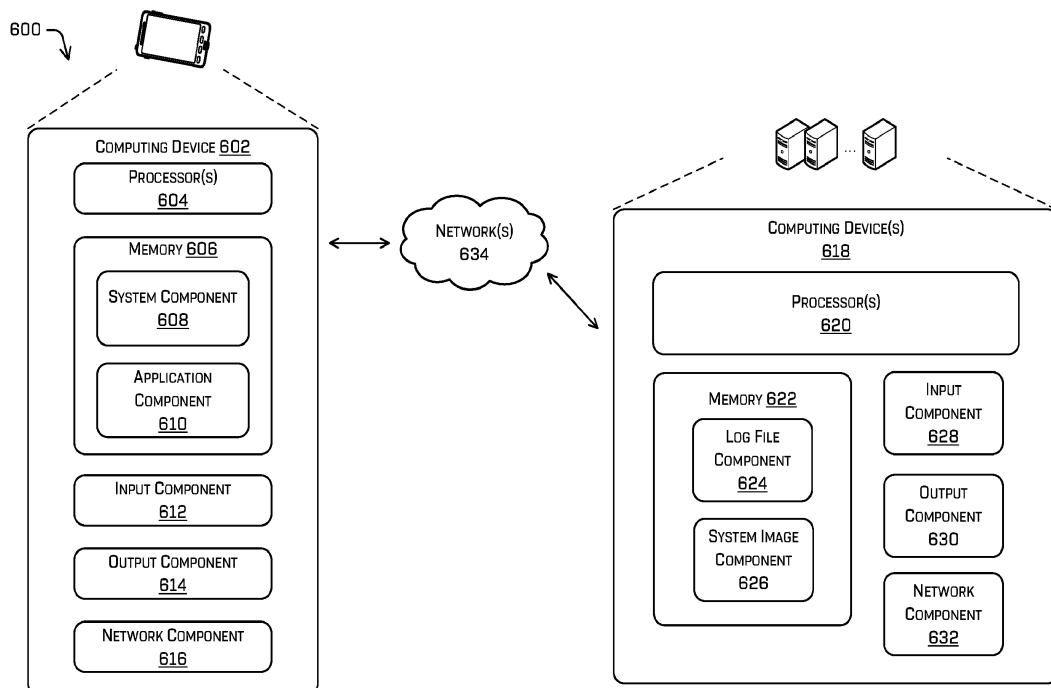 600
COMPUTING DEVICE 602
PROCESSOR(S)
604
MEMORY 606
SYSTEM COMPONENT
608
APPLICATION
COMPONENT
610
INPUT COMPONENT
612
OUTPUT COMPONENT
614
NETWORK COMPONENT
616
NETWORK(S)
634
COMPUTING DEVICE(S)
618
PROCESSOR(S)
620
MEMORY 622
LOG FILE
COMPONENT
624
SYSTEM IMAGE
COMPONENT
626
INPUT
COMPONENT
628
OUTPUT
COMPONENT
630
NETWORK
COMPONENT
632